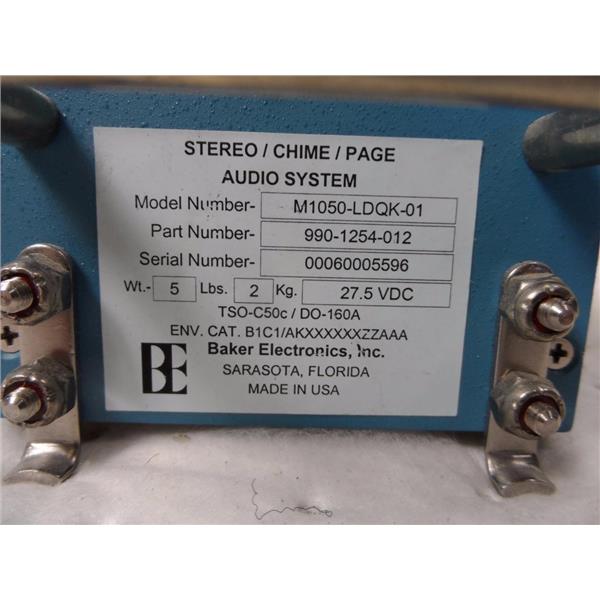 STEREO / CHIME / PAGE
AUDIO SYSTEM
Model Number- M1050-LDQK-01
Part Number- 990-1254-012
Serial Number- 00060005596
Wt.- 5 Lbs. 2 Kg. 27.5 VDC
TSO-C50c / DO-160A
ENV. CAT. B1C1/AKXXXXXXZZAAA
BE Baker Electronics, Inc.
SARASOTA, FLORIDA
MADE IN USA